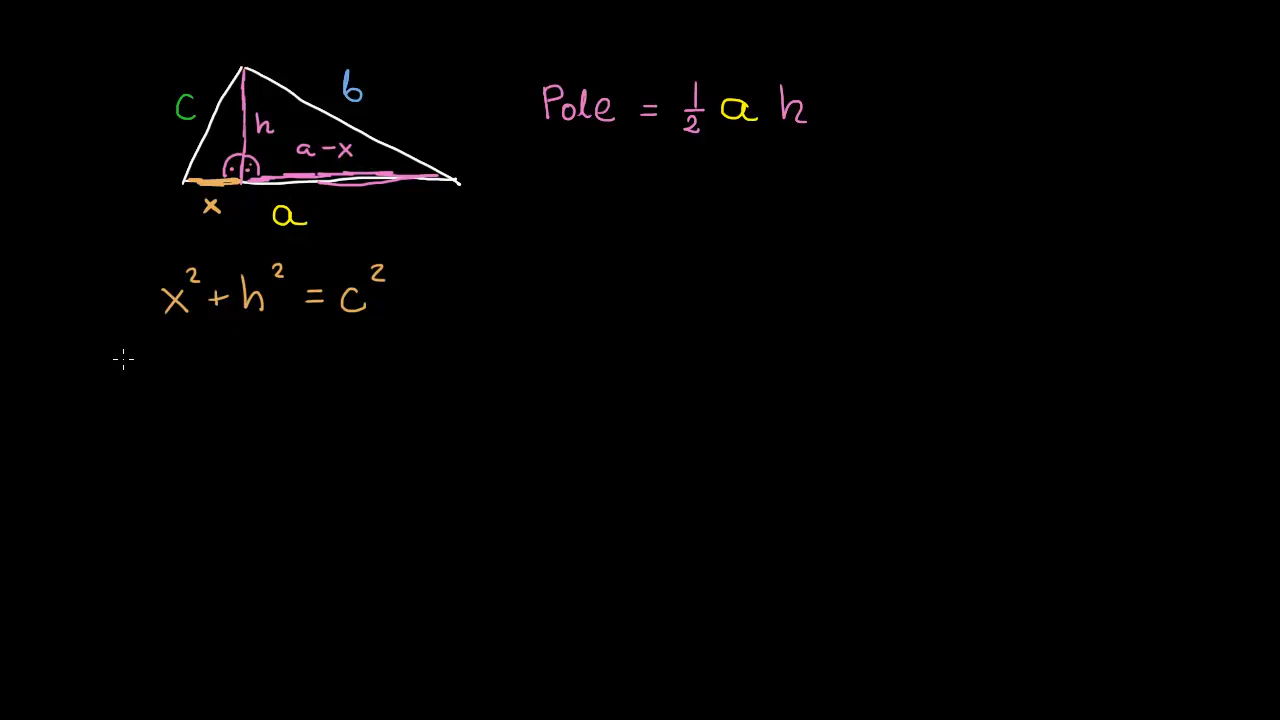 c
b
h
a - x
x
a
Pole = 1/2 a h
x² + h² = c²